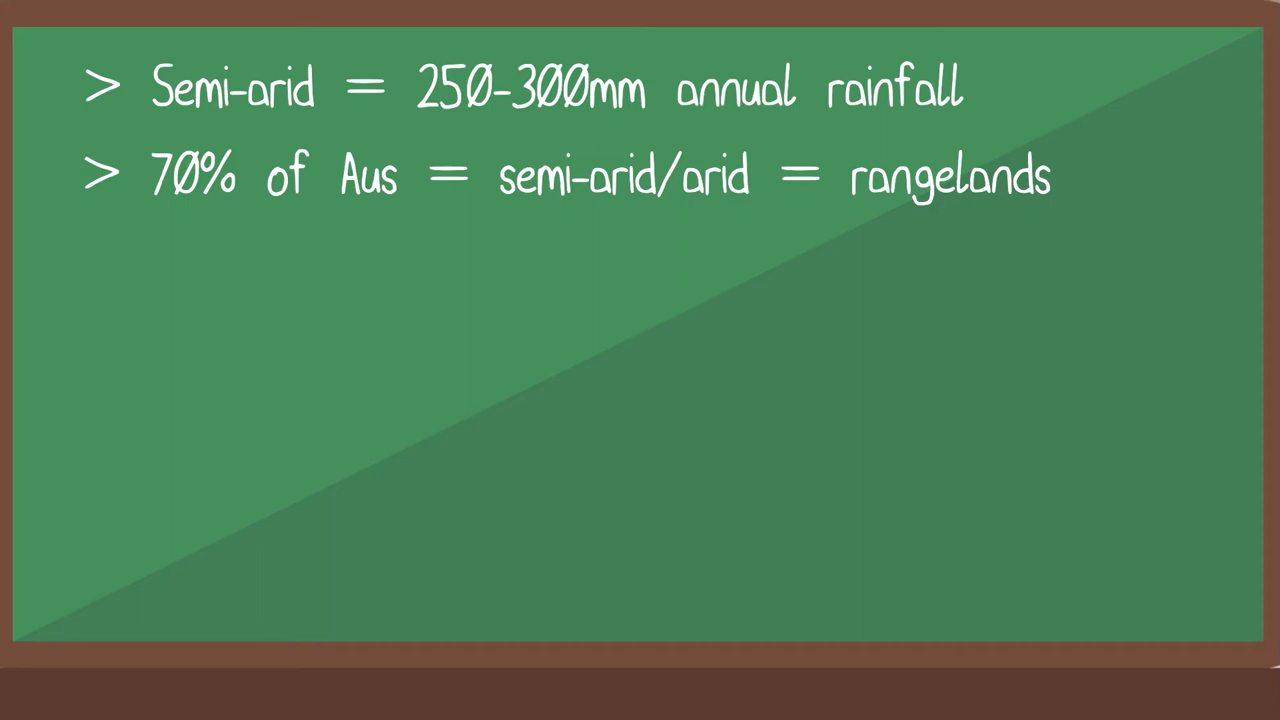 > Semi-arid = 250-300mm annual rainfall
> 70% of Aus = semi-arid/arid = rangelands